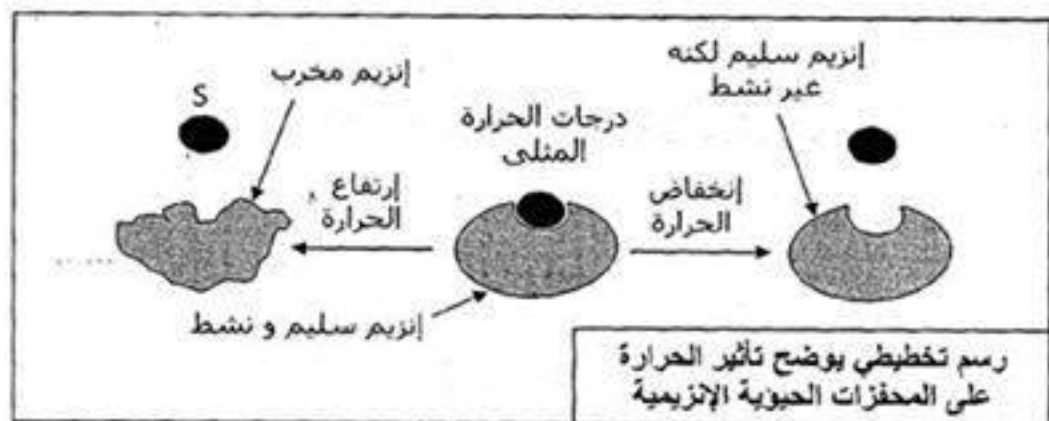 إنزيم سليم لكنه
غير نشط
إنزيم مخرب
S
درجات الحرارة
المثلى
إنخفاض
الحرارة
إرتفاع
الحرارة
إنزيم سليم و نشط
رسم تخطيطي يوضح تأثير الحرارة
على المحفزات الحيوية الإنزيمية